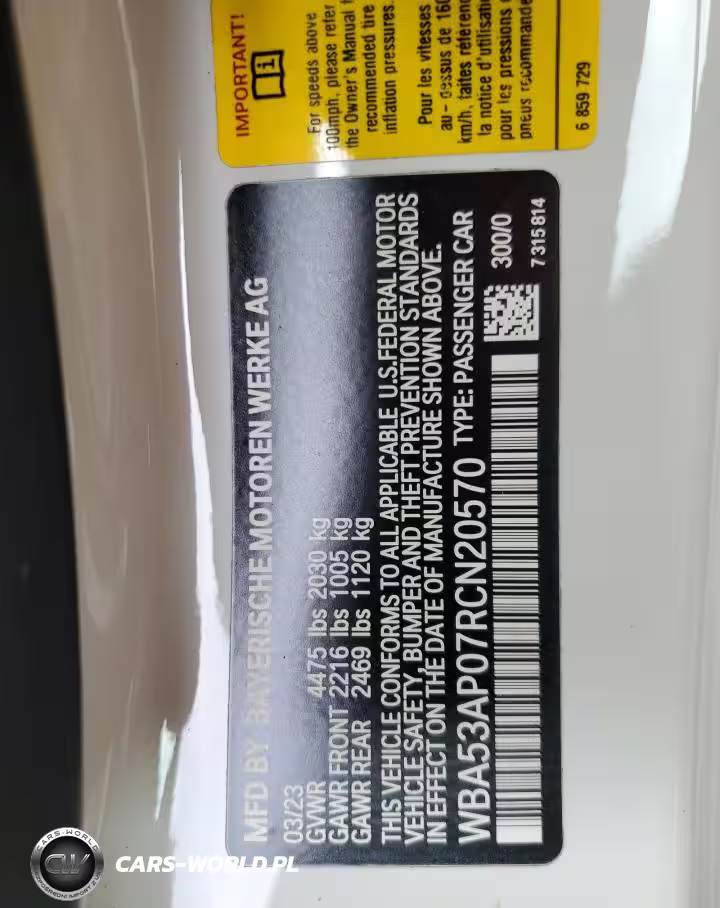 IMPORTANT!
For speeds above
100mph, please refer
the Owner's Manual
recommended tire
inflation pressures.
Pour les vitesses
au - dessus de 160
km/h, faites référenc
la notice d'utilisation
pour les pressions
pneus recommandé
6 859 729
MFD BY BAYERISCHE MOTOREN WERKE AG
03/23
GVWR 4475 lbs 2030 kg
GAWR FRONT 2216 lbs 1005 kg
GAWR REAR 2469 lbs 1120 kg
THIS VEHICLE CONFORMS TO ALL APPLICABLE U.S.FEDERAL MOTOR
VEHICLE SAFETY, BUMPER AND THEFT PREVENTION STANDARDS
IN EFFECT ON THE DATE OF MANUFACTURE SHOWN ABOVE.
WBA53AP07RCN20570 TYPE: PASSENGER CAR
300/0
7 315 814
CARS-WORLD
CW
CARS-WORLD.PL